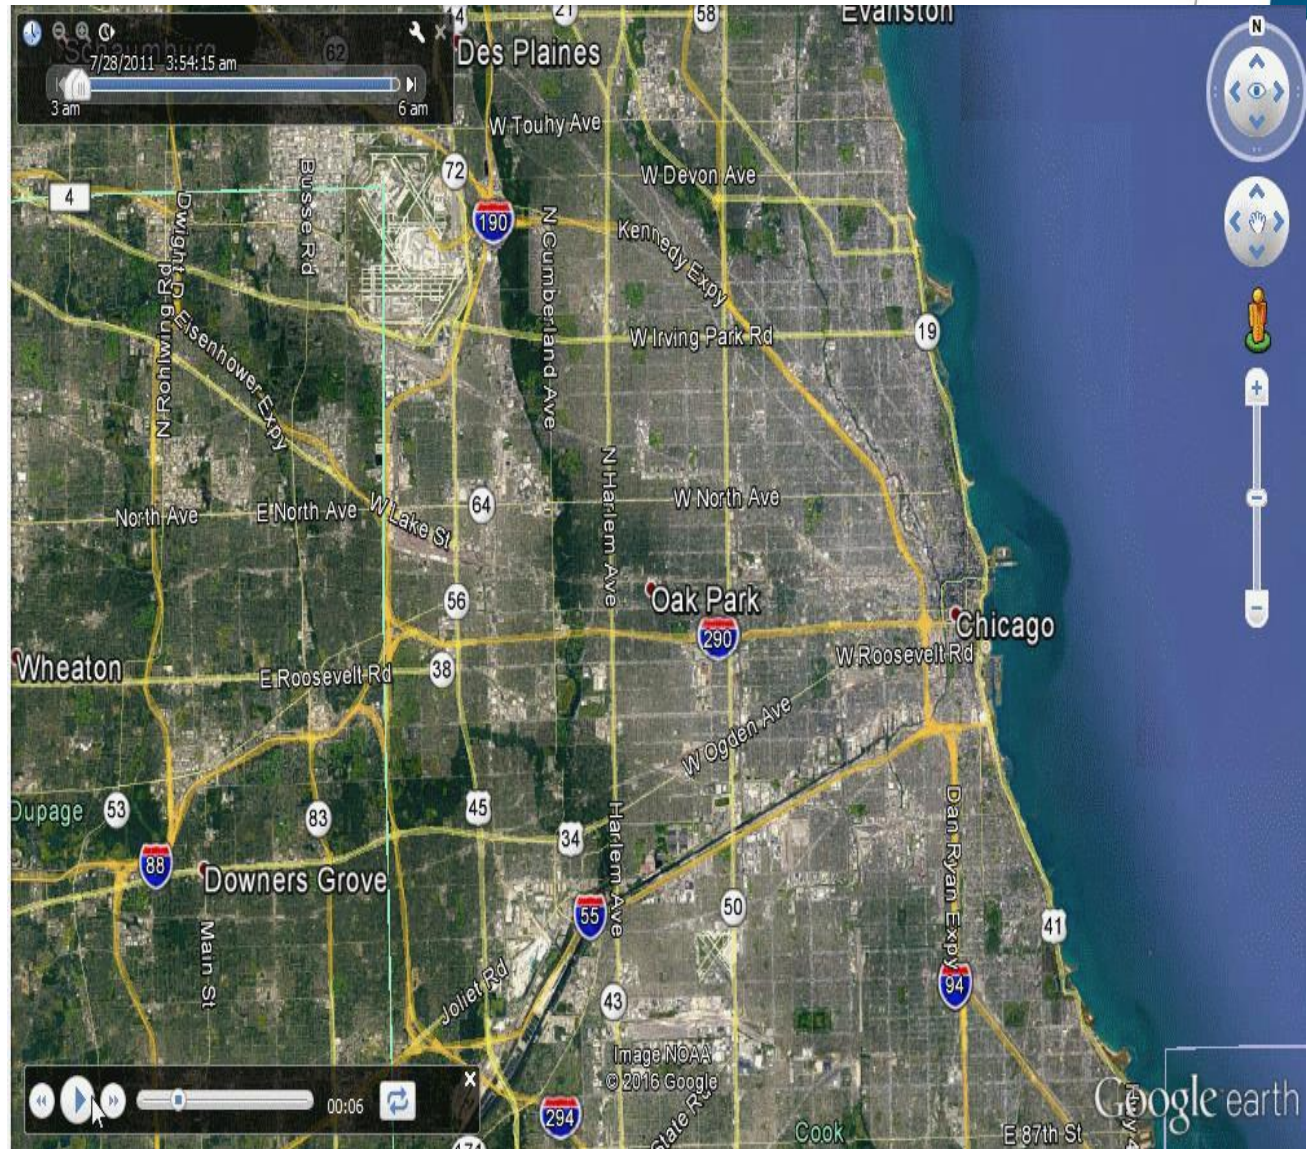 Evanston
N
Schaumburg
62
14
21
58
7/28/2011 3:54:15 am
3 am
6 am
Des Plaines
W Touhy Ave
72
W Devon Ave
4
190
Busse Rd
Dwight D Eisenhower Expy
N Rohlwing Rd
N Cumberland Ave
Kennedy Expy
W Irving Park Rd
19
N Harlem Ave
W North Ave
64
North Ave
E North Ave
W Lake St
56
Oak Park
290
Chicago
W Roosevelt Rd
Wheaton
E Roosevelt Rd
38
W Ogden Ave
Dupage
53
83
45
34
Harlem Ave
Dan Ryan Expy
88
Downers Grove
55
50
41
Main St
Joliet Rd
43
94
Image NOAA
© 2016 Google
Google earth
00:06
294
State Rd
Cook
E 87th St